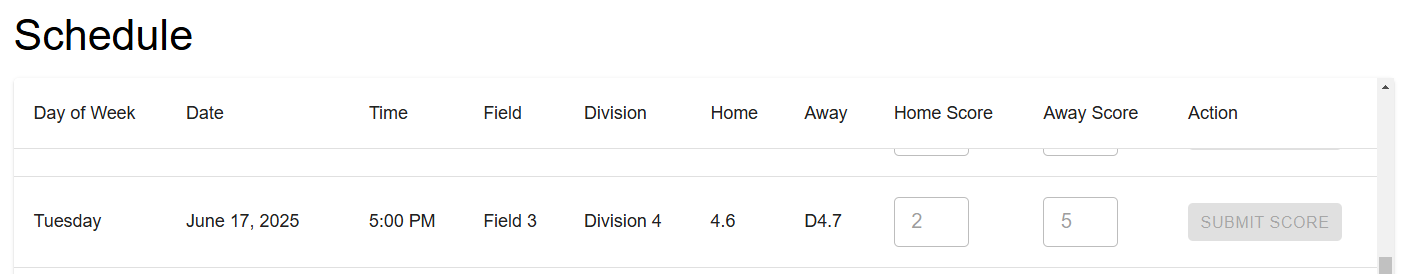 Schedule
Day of Week Date Time Field Division Home Away Home Score Away Score Action
Tuesday June 17, 2025 5:00 PM Field 3 Division 4 4.6 D4.7 2 5 SUBMIT SCORE